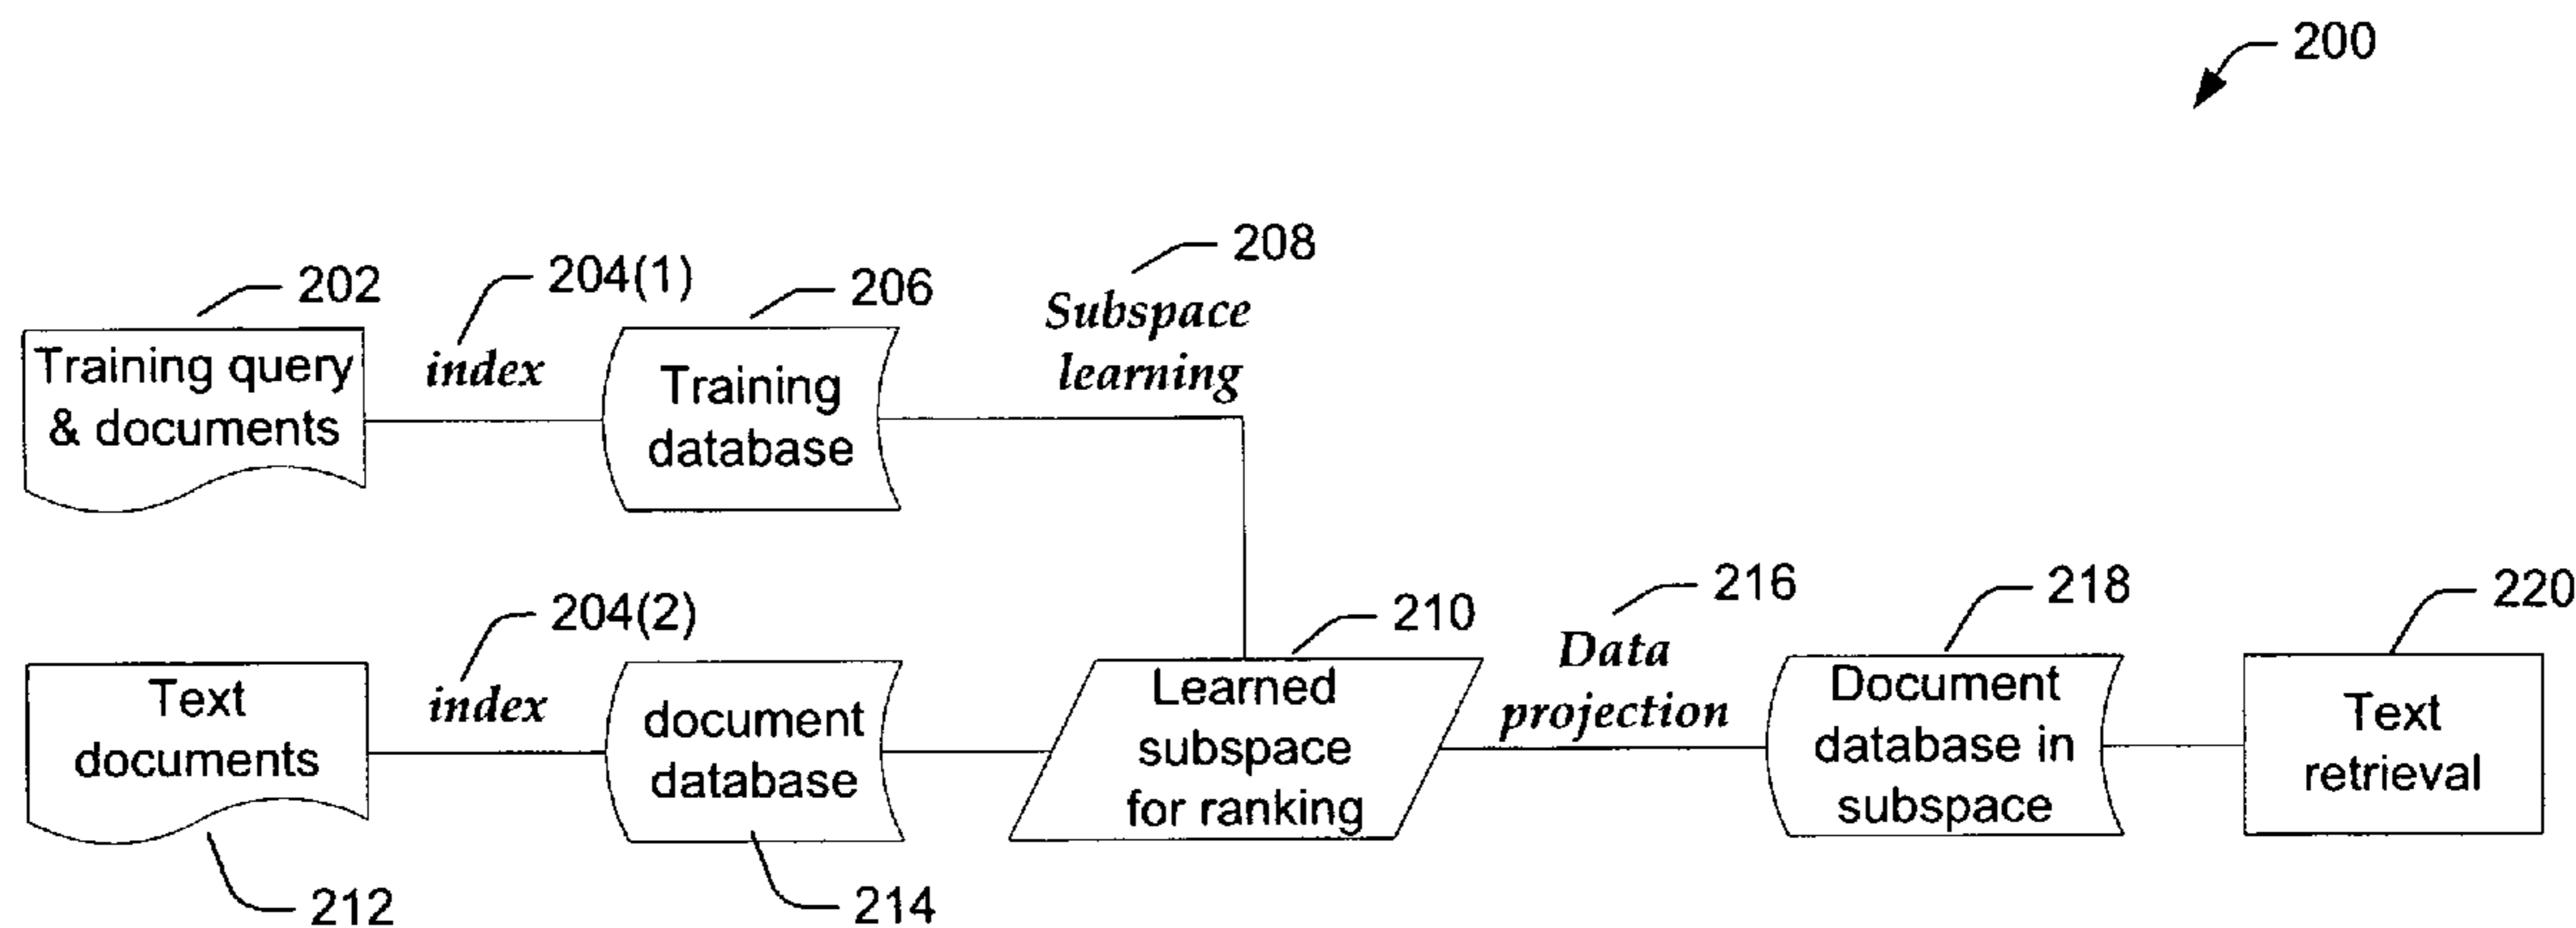 200
208
204(1)
202
206
Subspace
learning
index
Training query
& documents
Training
database
216
218
220
204(2)
210
Data
projection
index
Text
documents
document
database
Learned
subspace
for ranking
Document
database in
subspace
Text
retrieval
212
214